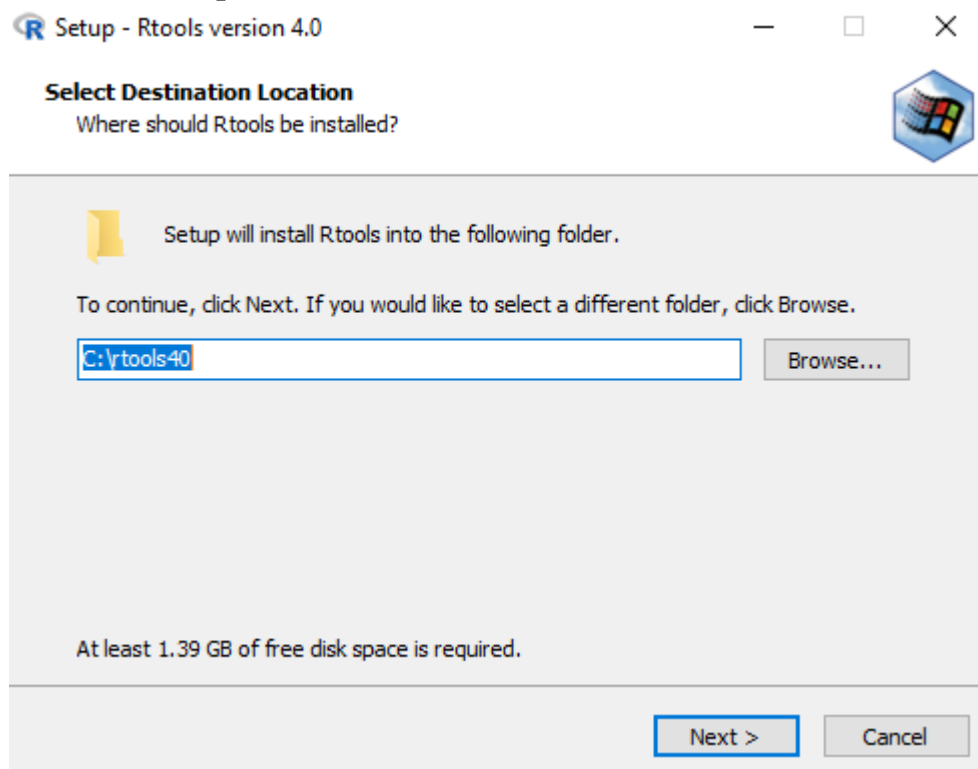 Setup - Rtools version 4.0
Select Destination Location
Where should Rtools be installed?
Setup will install Rtools into the following folder.
To continue, click Next. If you would like to select a different folder, click Browse.
C:\rtools40
Browse...
At least 1.39 GB of free disk space is required.
Next >
Cancel